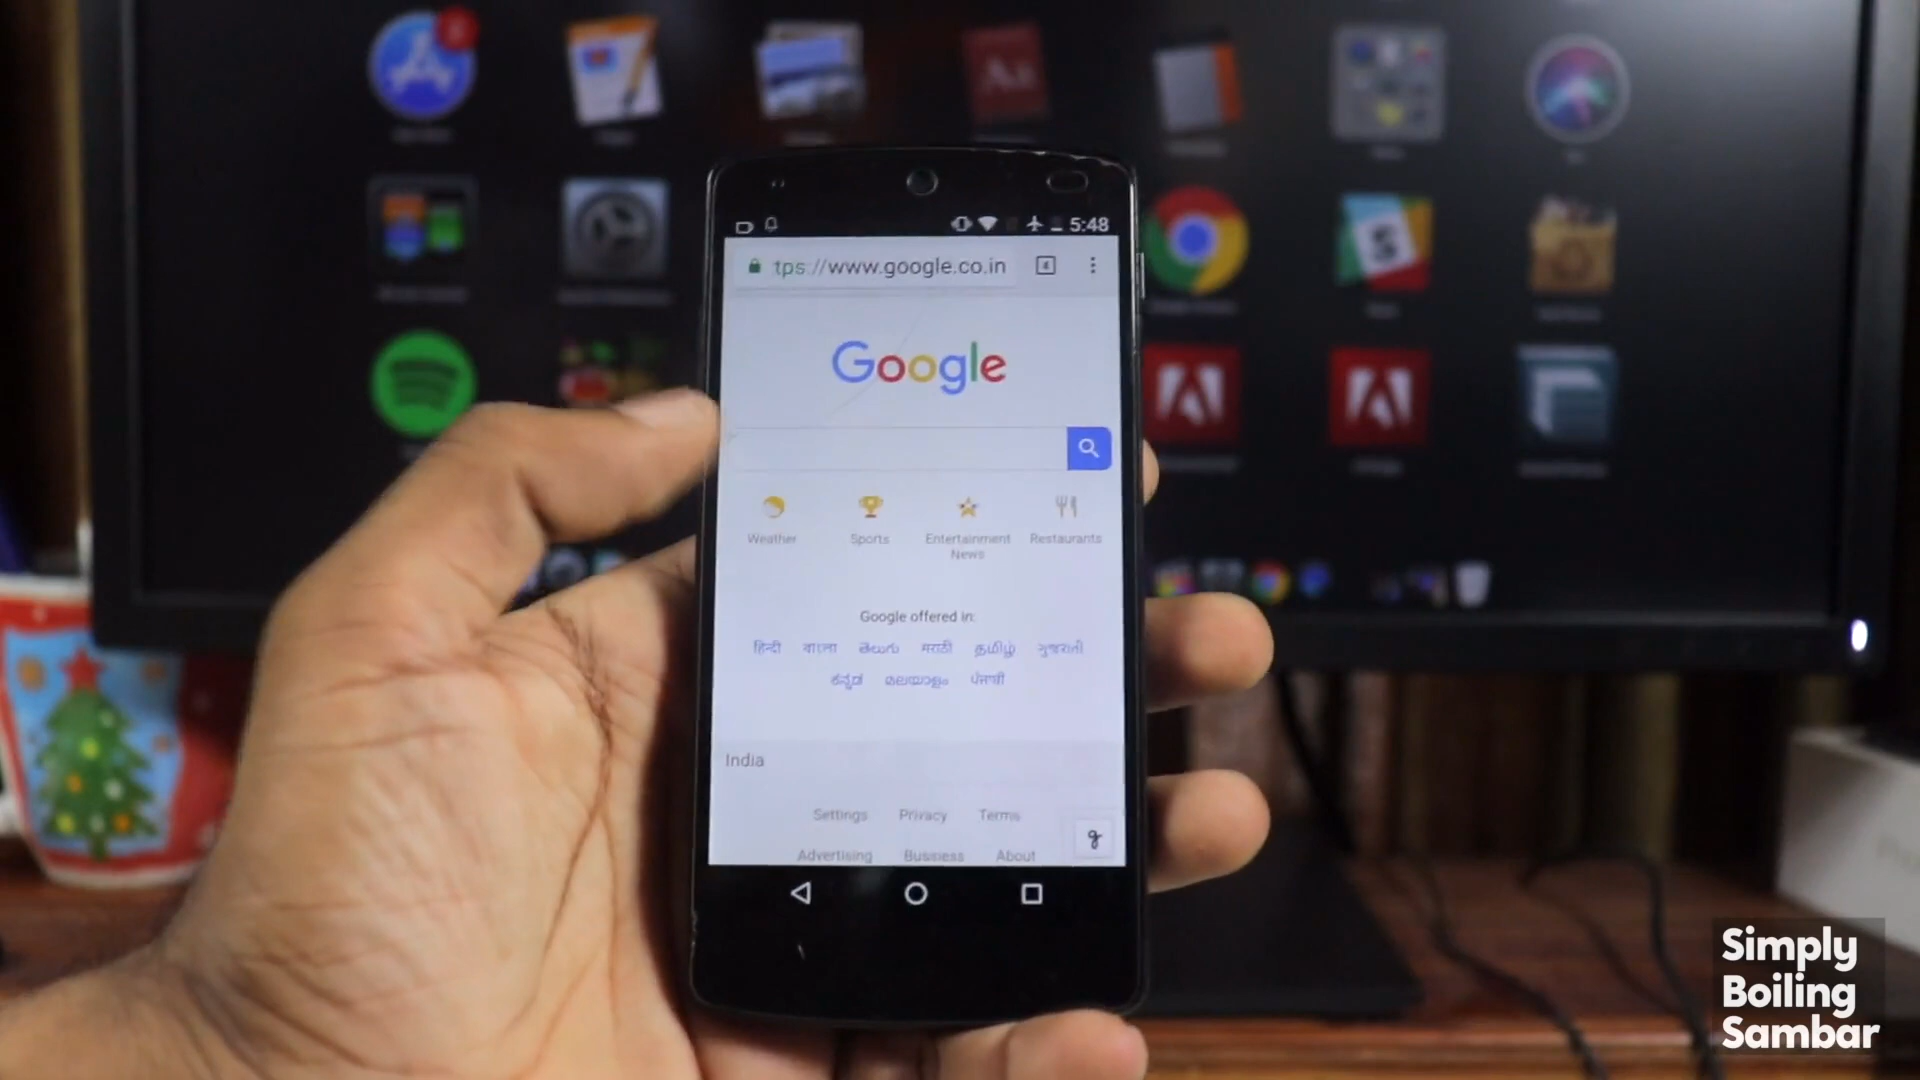 5:48
tps://www.google.co.in
4
Google
Weather Sports Entertainment News Restaurants
Google offered in:
हिन्दी বাংলা తెలుగు मराठी தமிழ் ગુજરાતી
ಕನ್ನಡ മലയാളം ਪੰਜਾਬੀ
India
Settings Privacy Terms
Advertising Business About
Simply
Boiling
Sambar